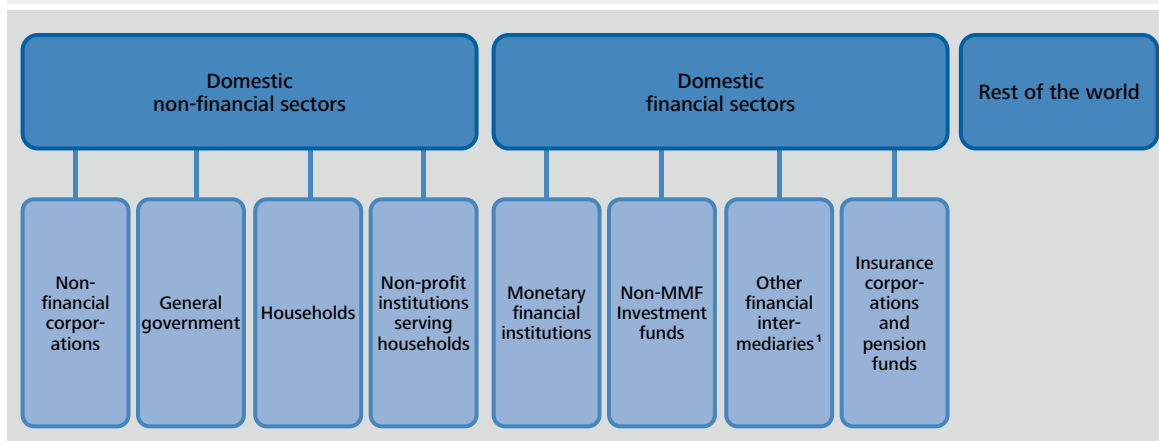 Domestic
non-financial sectors
Domestic
financial sectors
Rest of the world
Non-
financial
corpor-
ations
General
government
Households
Non-profit
institutions
serving
households
Monetary
financial
institutions
Non-MMF
Investment
funds
Other
financial
inter-
mediaries¹
Insurance
corpor-
ations
and
pension
funds